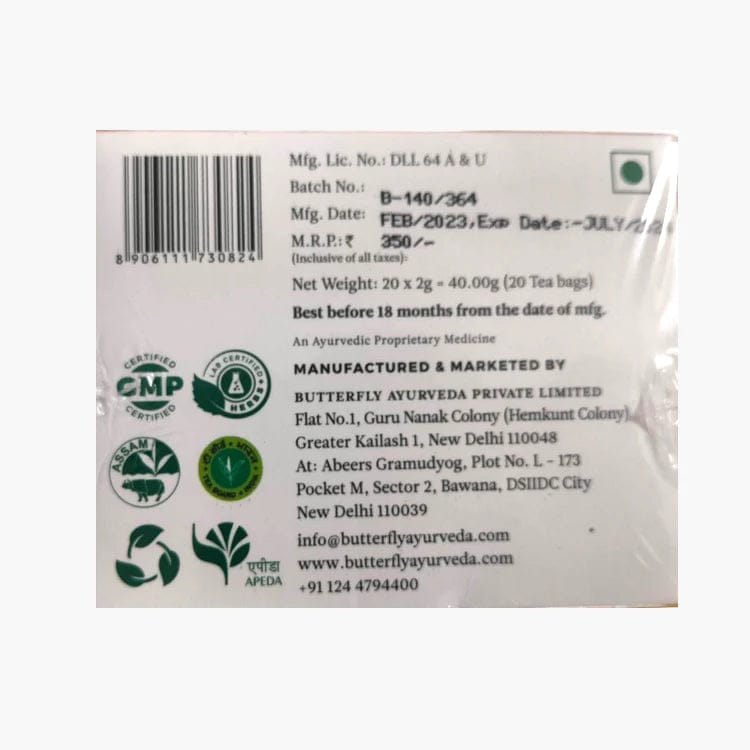 Mfg. Lic. No.: DLL 64 A & U
Batch No.: B-140/364
Mfg. Date: FEB/2023, Exp Date:-JULY/
M.R.P.: ₹ 350/-
(Inclusive of all taxes):
8 906111 730824
Net Weight: 20 x 2g = 40.00g (20 Tea bags)
Best before 18 months from the date of mfg.
An Ayurvedic Proprietary Medicine
MANUFACTURED & MARKETED BY
BUTTERFLY AYURVEDA PRIVATE LIMITED
Flat No.1, Guru Nanak Colony (Hemkunt Colony),
Greater Kailash 1, New Delhi 110048
At: Abeers Gramudyog, Plot No. L - 173
Pocket M, Sector 2, Bawana, DSIIDC City
New Delhi 110039
info@butterflyayurveda.com
www.butterflyayurveda.com
+91 124 4794400
CERTIFIED
GMP
CERTIFIED
LAB CERTIFIED
HERBS
ASSAM
टी बोर्ड भारत
TEA BOARD INDIA
एपीडा
APEDA